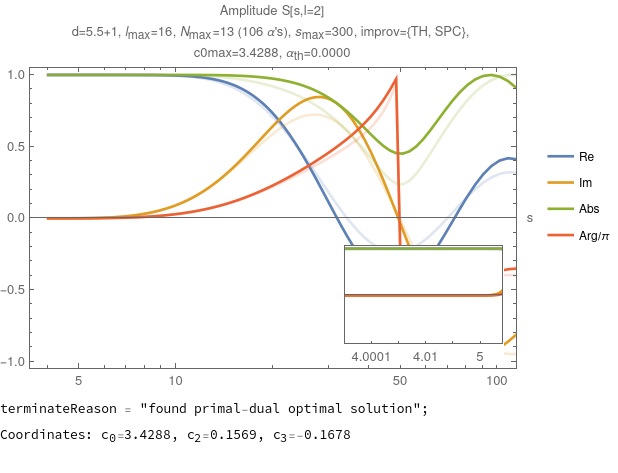 Amplitude S[s,l=2]
d=5.5+1, lmax=16, Nmax=13 (106 α's), smax=300, improv={TH, SPC},
c0max=3.4288, αth=0.0000
1.0
0.5
0.0
−0.5
−1.0
5
10
50
100
s
4.0001
4.01
5
Re
Im
Abs
Arg/π
terminateReason = "found primal-dual optimal solution";
Coordinates: c0=3.4288, c2=0.1569, c3=-0.1678